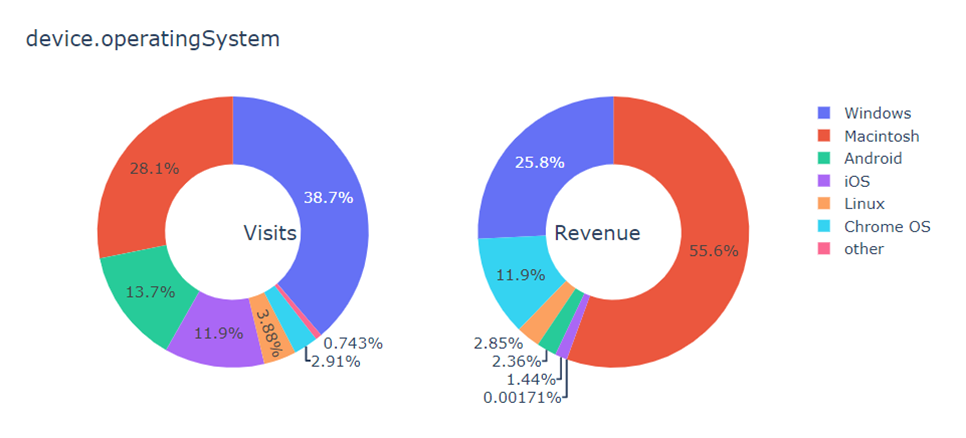 device.operatingSystem
28.1%
38.7%
Visits
13.7%
11.9%
3.88%
0.743%
2.91%
25.8%
55.6%
Revenue
11.9%
2.85%
2.36%
1.44%
0.00171%
Windows
Macintosh
Android
iOS
Linux
Chrome OS
other